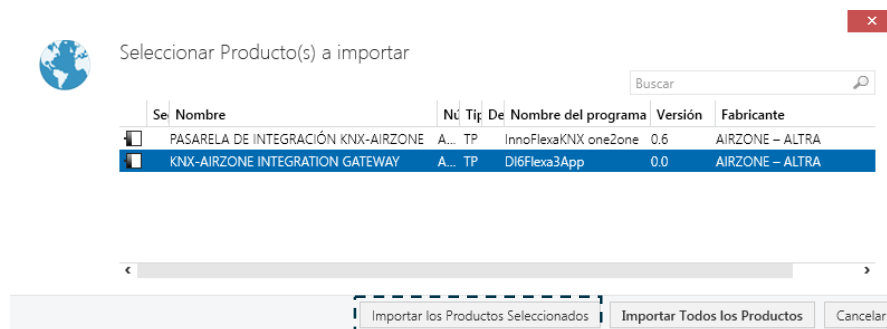 ×
Seleccionar Producto(s) a importar
Buscar
Se Nombre Nú Tip De Nombre del programa Versión Fabricante
PASARELA DE INTEGRACIÓN KNX-AIRZONE A... TP InnoFlexaKNX one2one 0.6 AIRZONE – ALTRA
KNX-AIRZONE INTEGRATION GATEWAY A... TP DI6Flexa3App 0.0 AIRZONE – ALTRA
Importar los Productos Seleccionados Importar Todos los Productos Cancelar